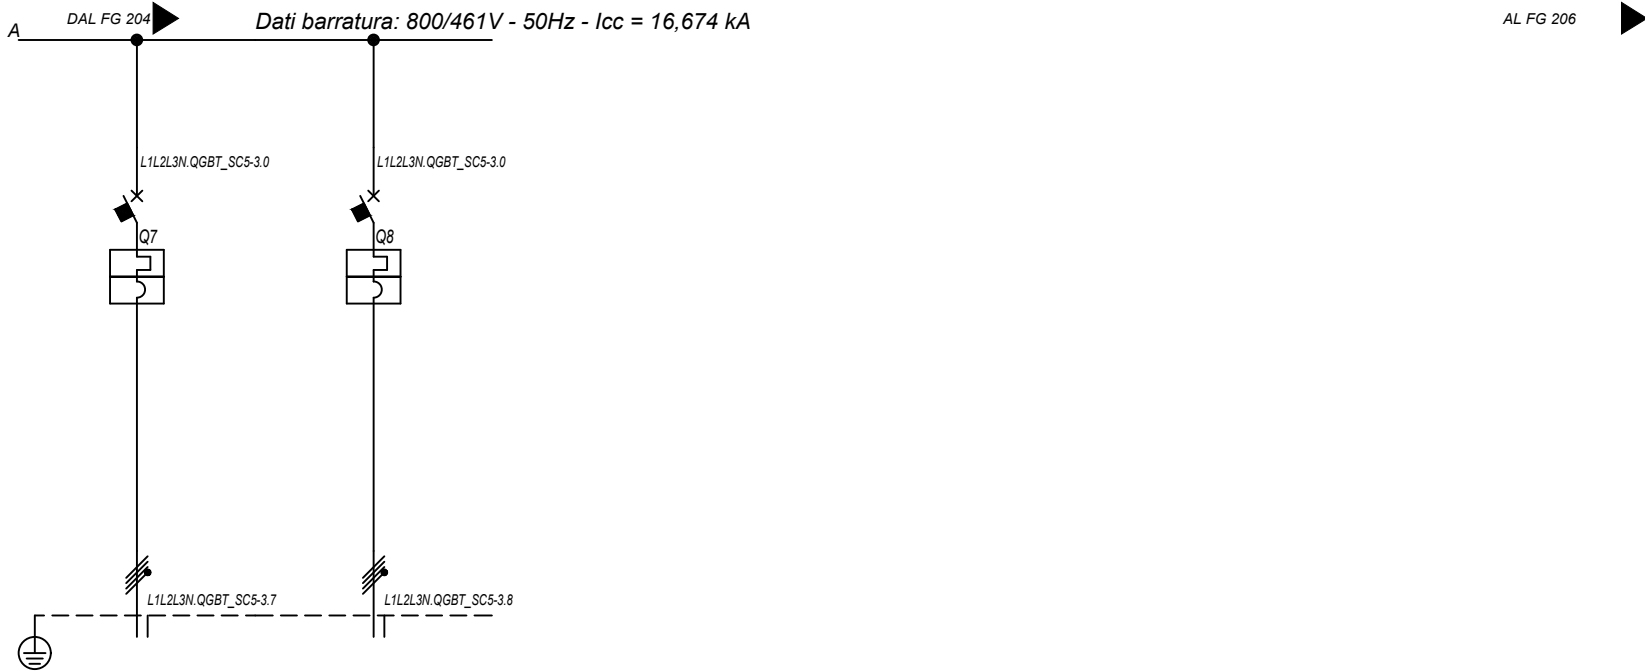 DAL FG 204
Dati barratura: 800/461V - 50Hz - Icc = 16,674 kA
AL FG 206
A
L1L2L3N.QGBT_SC5-3.0
L1L2L3N.QGBT_SC5-3.0
Q7
Q8
L1L2L3N.QGBT_SC5-3.7
L1L2L3N.QGBT_SC5-3.8